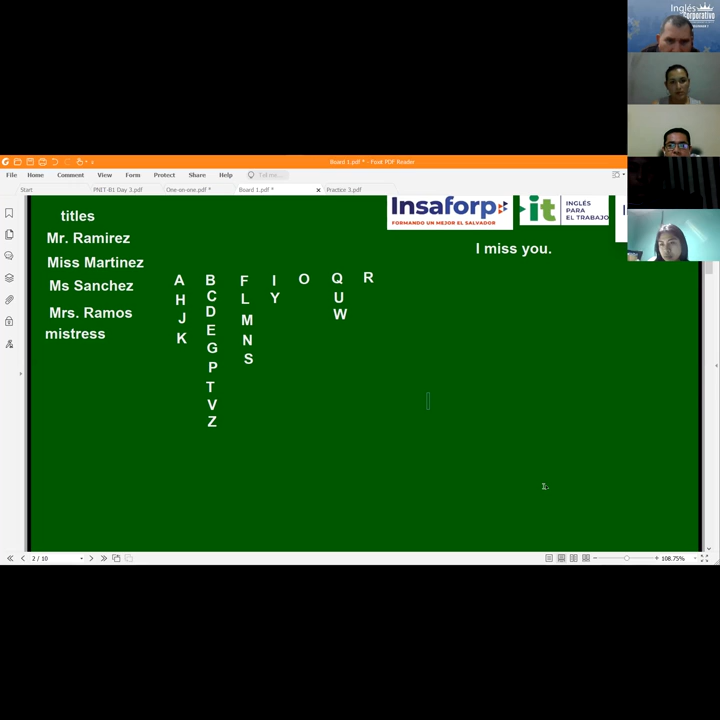 Inglés
Corporativo
Board 1.pdf * - Foxit PDF Reader
File Home Comment View Form Protect Share Help Tell me...
Start PNIT-B1 Day 3.pdf One-on-one.pdf * Board 1.pdf * Practice 3.pdf
titles
Mr. Ramirez
Miss Martinez
Ms Sanchez
Mrs. Ramos
mistress
Insaforp
FORMANDO UN MEJOR EL SALVADOR
it
INGLÉS
PARA
EL TRABAJO
I miss you.
A B F I O Q R
H C L Y U
J D M W
K E N
G S
P
T
V
Z
2 / 10
108.75%